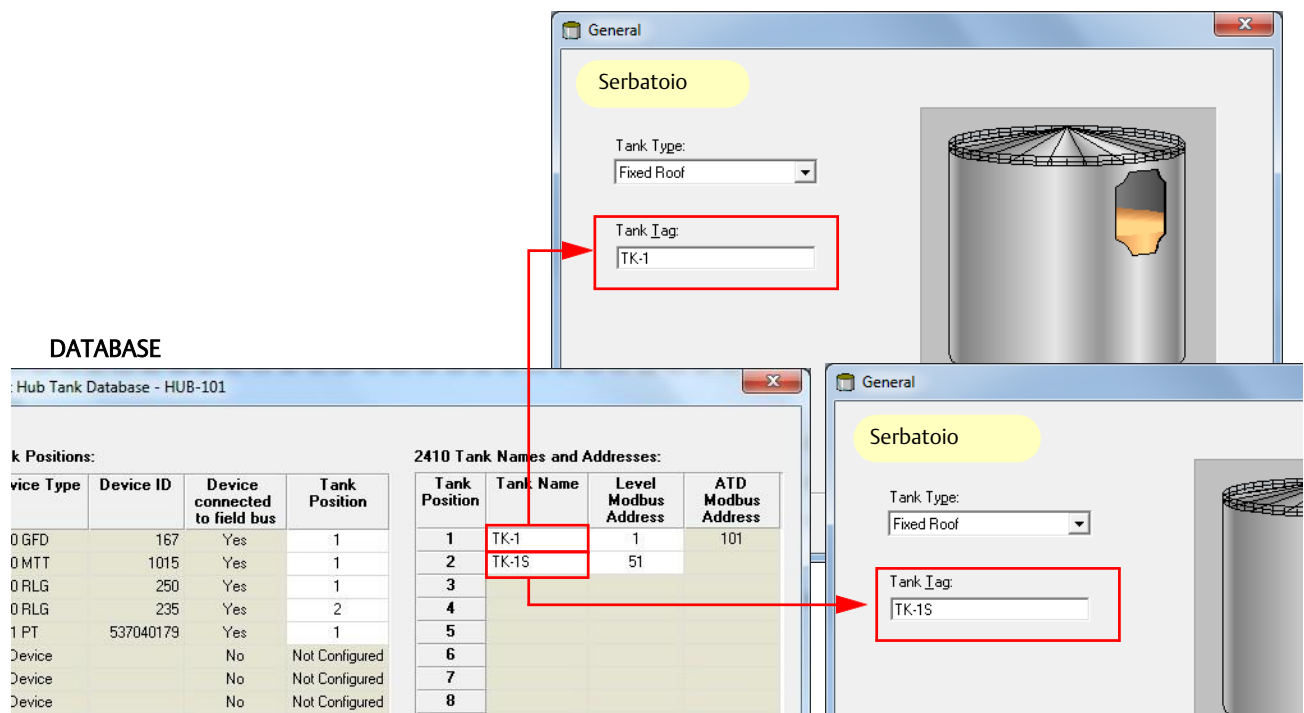 General
Serbatoio
Tank Type:
Fixed Roof
Tank Tag:
TK-1
DATABASE
: Hub Tank Database - HUB-101
k Positions:
vice Type Device ID Device connected to field bus Tank Position
0 GFD 167 Yes 1
0 MTT 1015 Yes 1
0 RLG 250 Yes 1
0 RLG 235 Yes 2
1 PT 537040179 Yes 1
Device No Not Configured
Device No Not Configured
Device No Not Configured
2410 Tank Names and Addresses:
Tank Position Tank Name Level Modbus Address ATD Modbus Address
1 TK-1 1 101
2 TK-1S 51
3
4
5
6
7
8
General
Serbatoio
Tank Type:
Fixed Roof
Tank Tag:
TK-1S